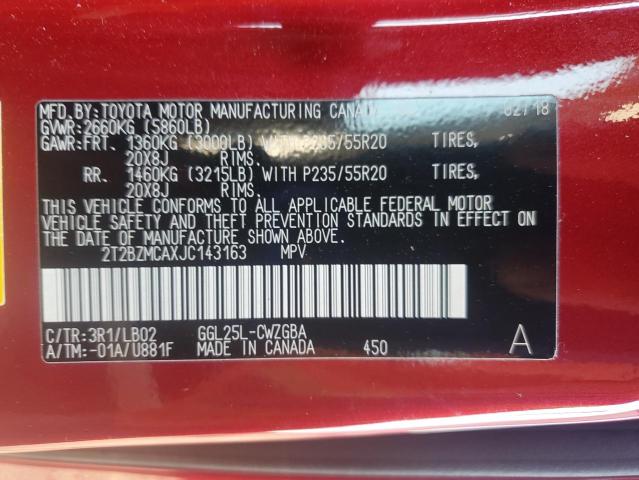 MFD.BY:TOYOTA MOTOR MANUFACTURING CANADA 02/18
GVWR:2660KG (5860LB)
GAWR:FRT. 1360KG (3000LB) WITH P235/55R20 TIRES,
20X8J RIMS.
RR. 1460KG (3215LB) WITH P235/55R20 TIRES,
20X8J RIMS.
THIS VEHICLE CONFORMS TO ALL APPLICABLE FEDERAL MOTOR
VEHICLE SAFETY AND THEFT PREVENTION STANDARDS IN EFFECT ON
THE DATE OF MANUFACTURE SHOWN ABOVE.
2T2BZMCAXJC143163 MPV
C/TR:3R1/LB02 GGL25L-CWZGBA
A/TM:-01A/U881F MADE IN CANADA 450 A